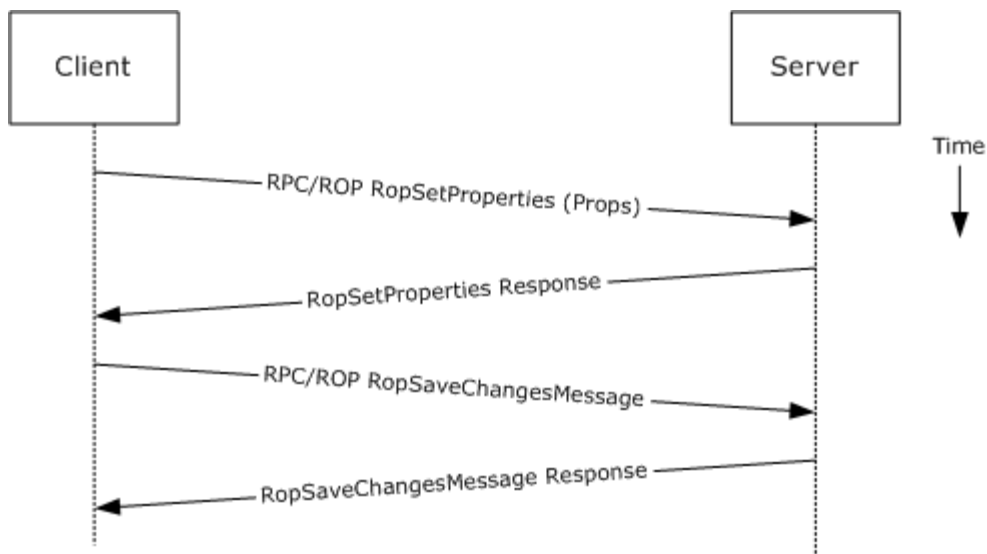 Client
Server
Time
RPC/ROP RopSetProperties (Props)
RopSetProperties Response
RPC/ROP RopSaveChangesMessage
RopSaveChangesMessage Response